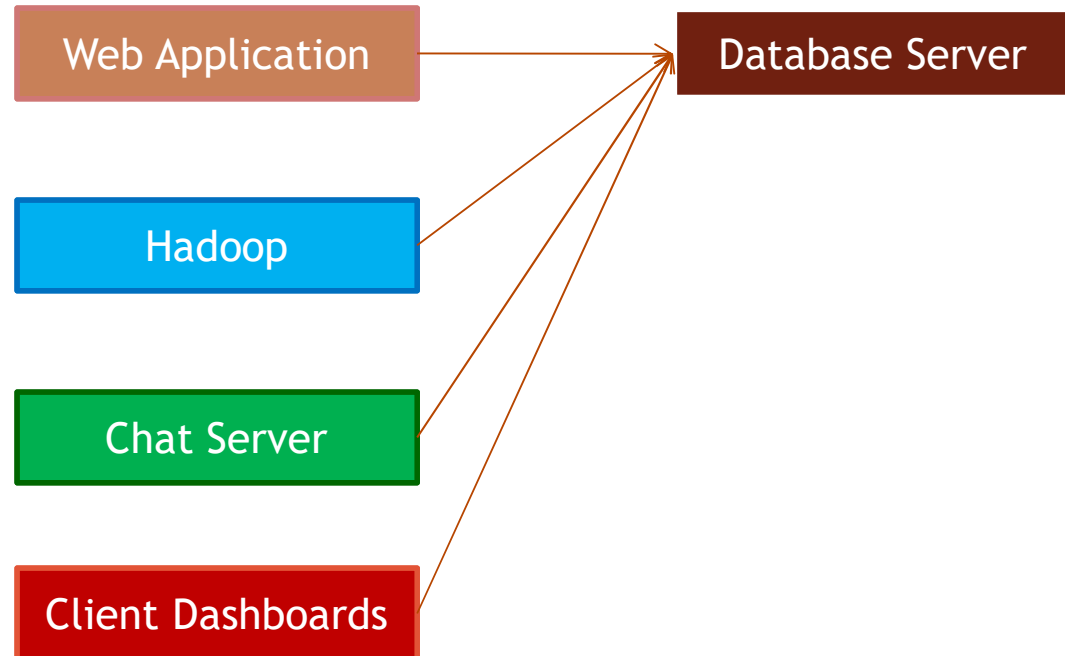 Web Application
Database Server
Hadoop
Chat Server
Client Dashboards